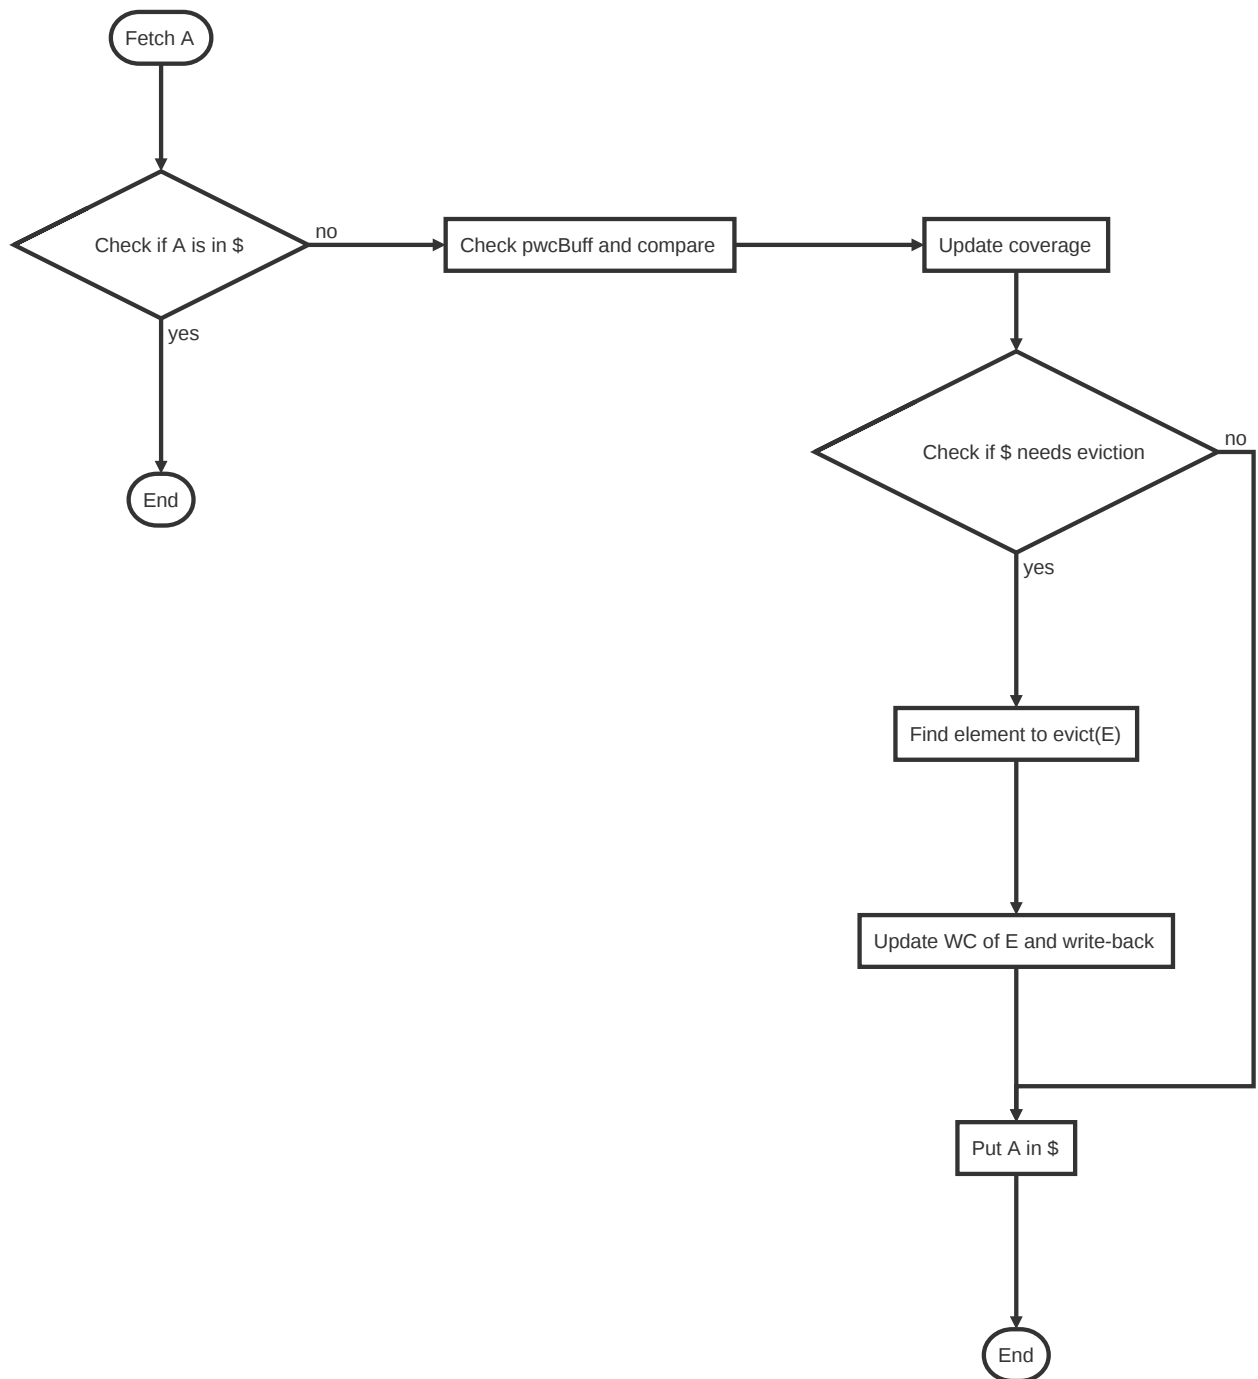 Fetch A
Check if A is in $
no
Check pwcBuff and compare
Update coverage
yes
End
Check if $ needs eviction
no
yes
Find element to evict(E)
Update WC of E and write-back
Put A in $
End